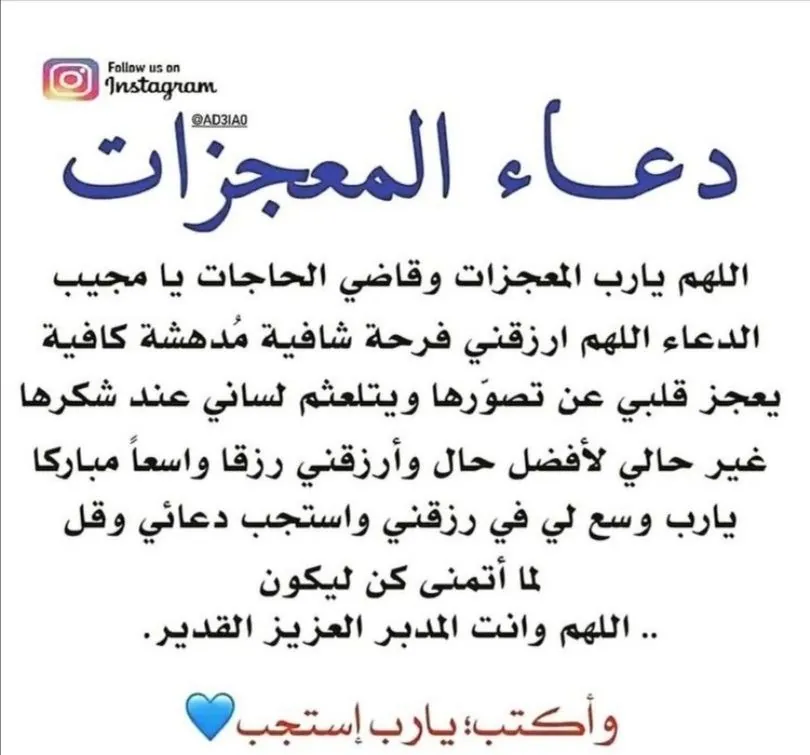 Follow us on
Instagram
@AD3IA0
دعاء المعجزات
اللهم يارب المعجزات وقاضي الحاجات يا مجيب
الدعاء اللهم ارزقني فرحة شافية مُدهشة كافية
يعجز قلبي عن تصوّرها ويتلعثم لساني عند شكرها
غير حالي لأفضل حال وأرزقني رزقا واسعاً مباركا
يارب وسع لي في رزقني واستجب دعائي وقل
لما أتمنى كن ليكون
.. اللهم وانت المدبر العزيز القدير.
وأكتب؛يارب إستجب💙